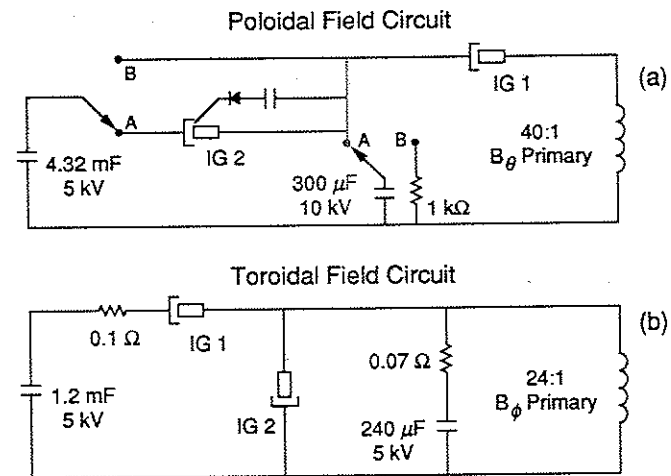 Poloidal Field Circuit
(a)
B
IG 1
A
IG 2
A
B
4.32 mF
5 kV
300 μF
10 kV
1 kΩ
40:1
Bθ Primary
Toroidal Field Circuit
(b)
0.1 Ω
IG 1
0.07 Ω
1.2 mF
5 kV
IG 2
240 μF
5 kV
24:1
Bϕ Primary